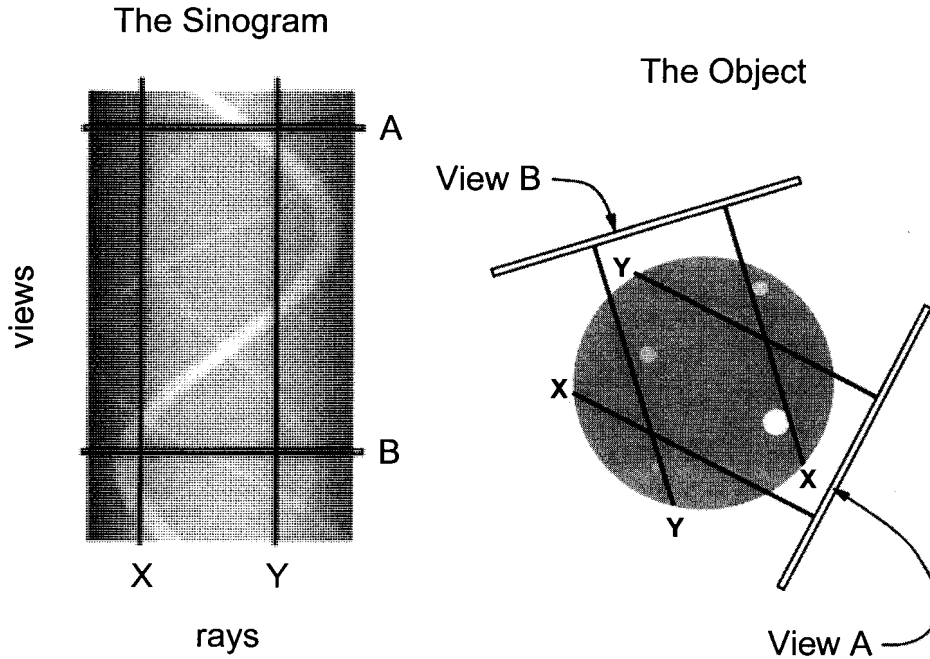 The Sinogram
The Object
A
View B
Y
views
X
B
X
Y
X
Y
rays
View A